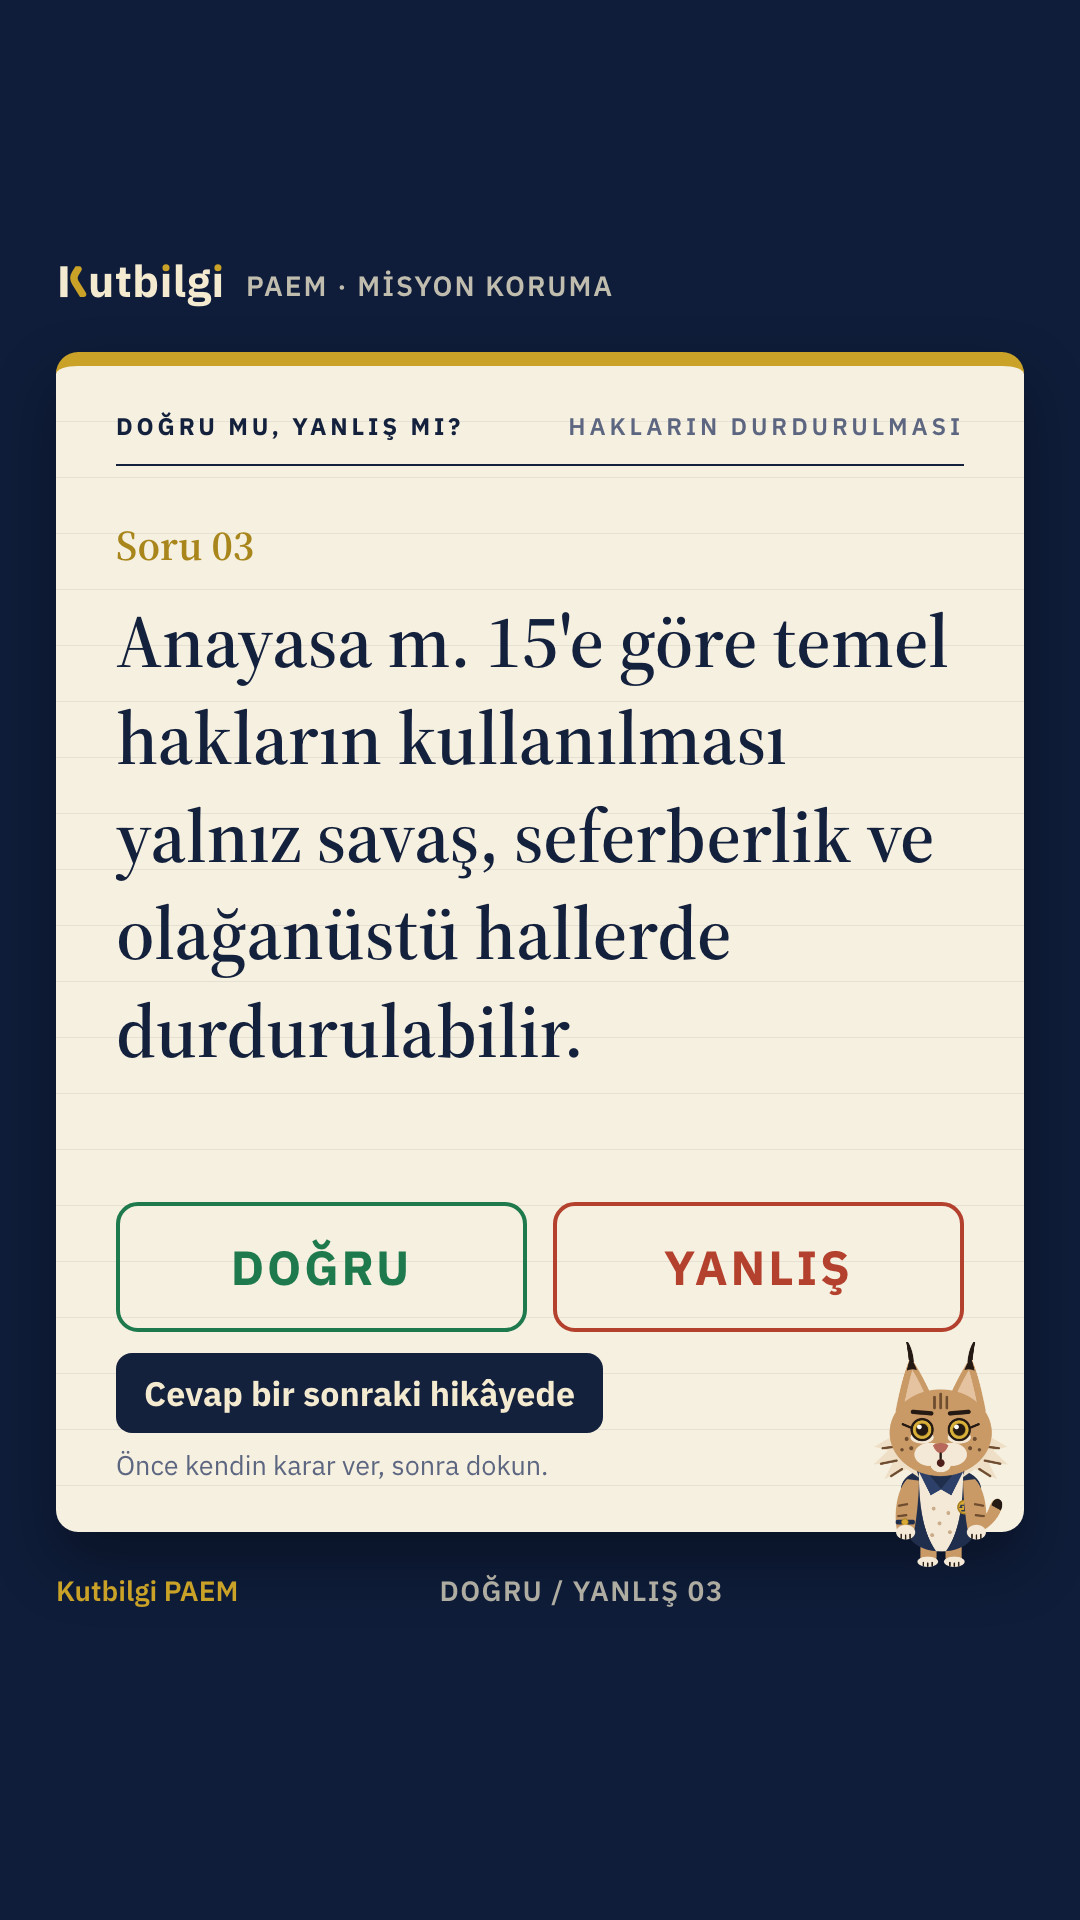 Kutbilgi PAEM · MİSYON KORUMA
DOĞRU MU, YANLIŞ MI? HAKLARIN DURDURULMASI
Soru 03
Anayasa m. 15'e göre temel
hakların kullanılması
yalnız savaş, seferberlik ve
olağanüstü hallerde
durdurulabilir.
DOĞRU YANLIŞ
Cevap bir sonraki hikâyede
Önce kendin karar ver, sonra dokun.
Kutbilgi PAEM DOĞRU / YANLIŞ 03